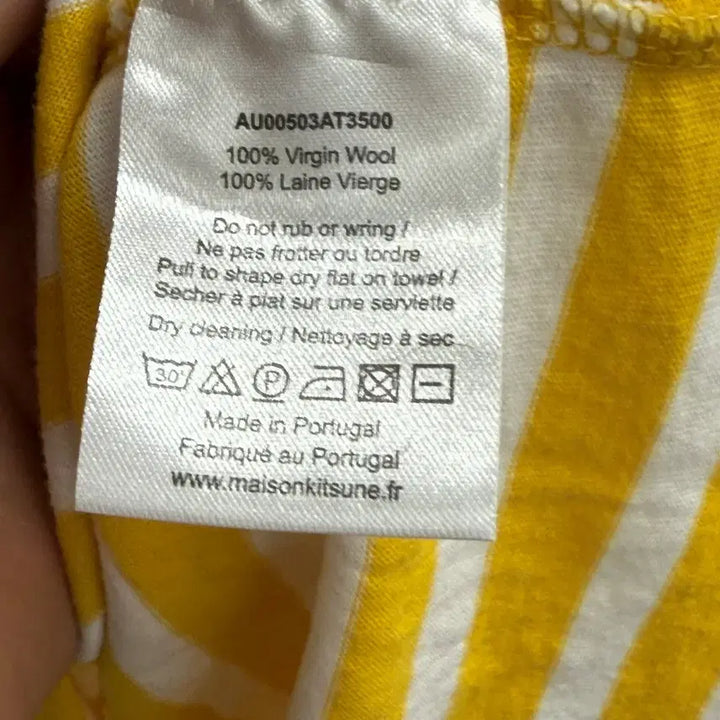 AU00503AT3500
100% Virgin Wool
100% Laine Vierge
Do not rub or wring /
Ne pas frotter ou tordre
Pull to shape dry flat on towel /
Secher à plat sur une serviette
Dry cleaning / Nettoyage à sec
30 P
Made in Portugal
Fabriqué au Portugal
www.maisonkitsune.fr